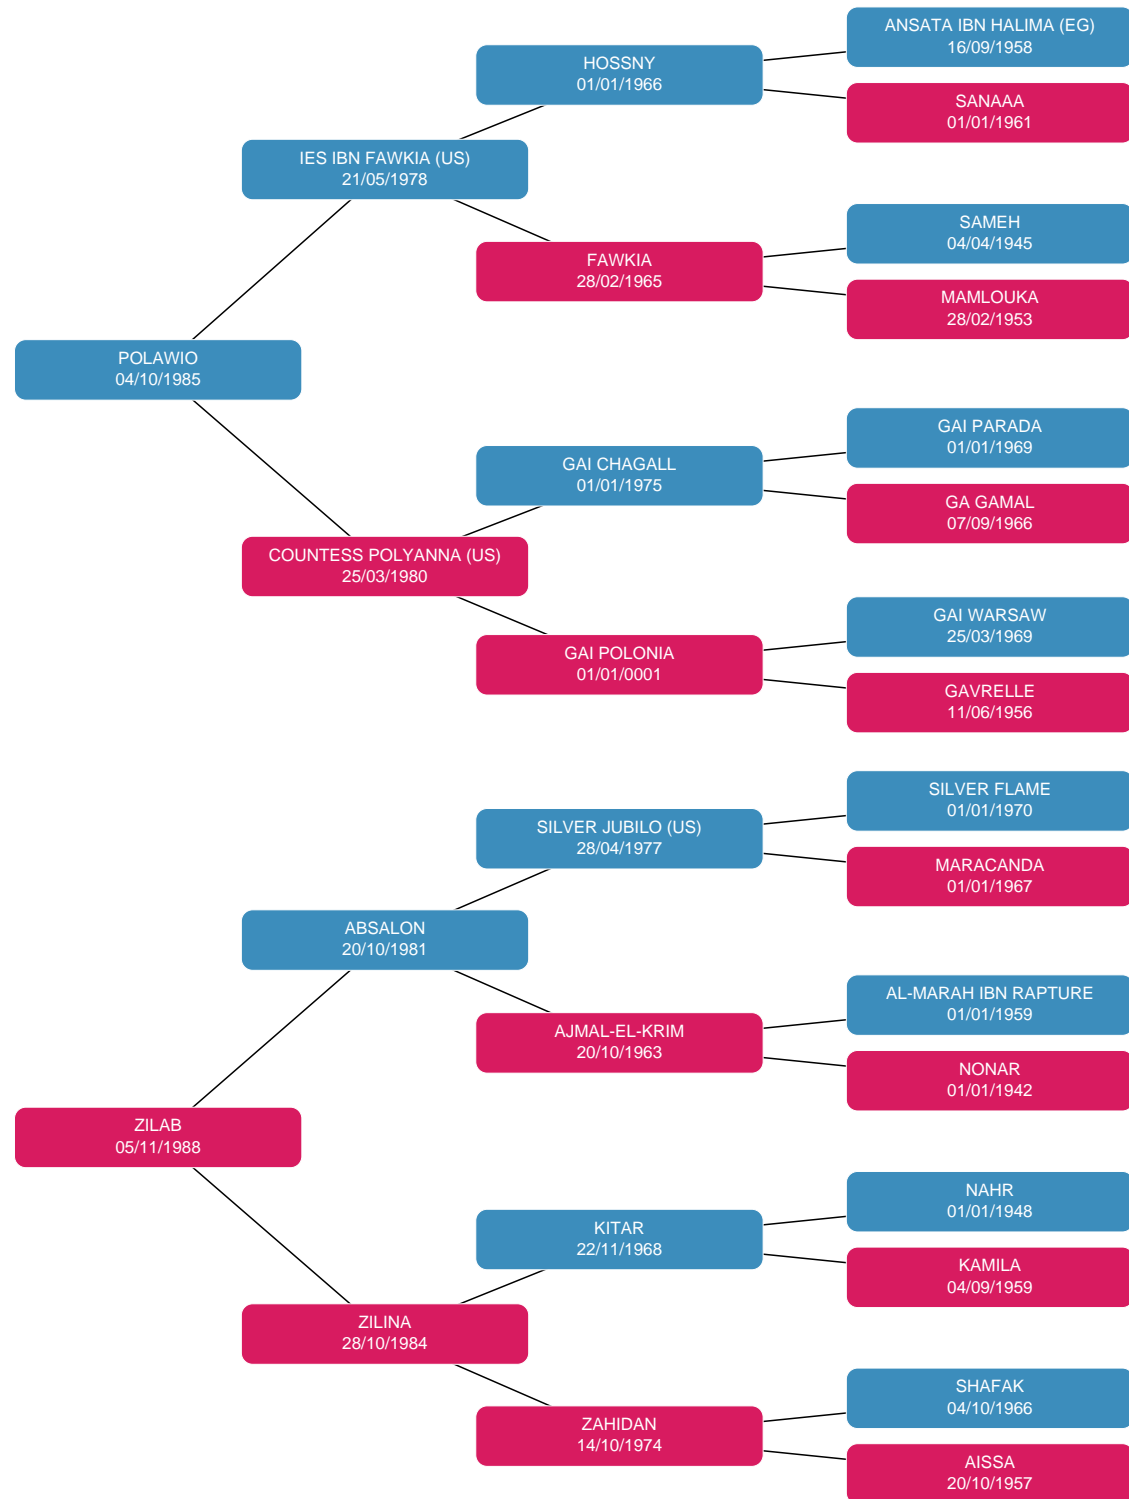 ANSATA IBN HALIMA (EG)
16/09/1958
HOSSNY
01/01/1966
SANAAA
01/01/1961
IES IBN FAWKIA (US)
21/05/1978
SAMEH
04/04/1945
FAWKIA
28/02/1965
MAMLOUKA
28/02/1953
POLAWIO
04/10/1985
GAI PARADA
01/01/1969
GAI CHAGALL
01/01/1975
GA GAMAL
07/09/1966
COUNTESS POLYANNA (US)
25/03/1980
GAI WARSAW
25/03/1969
GAI POLONIA
01/01/0001
GAVRELLE
11/06/1956
SILVER FLAME
01/01/1970
SILVER JUBILO (US)
28/04/1977
MARACANDA
01/01/1967
ABSALON
20/10/1981
AL-MARAH IBN RAPTURE
01/01/1959
AJMAL-EL-KRIM
20/10/1963
NONAR
01/01/1942
ZILAB
05/11/1988
NAHR
01/01/1948
KITAR
22/11/1968
KAMILA
04/09/1959
ZILINA
28/10/1984
SHAFAK
04/10/1966
ZAHIDAN
14/10/1974
AISSA
20/10/1957